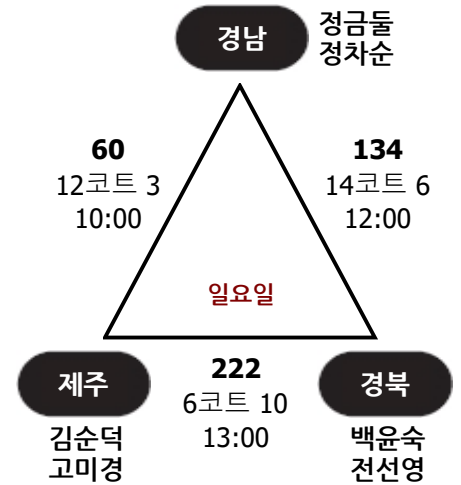 경남
정금둘
정차순
60
12코트 3
10:00
134
14코트 6
12:00
일요일
제주
222
6코트 10
13:00
경북
김순덕
고미경
백윤숙
전선영